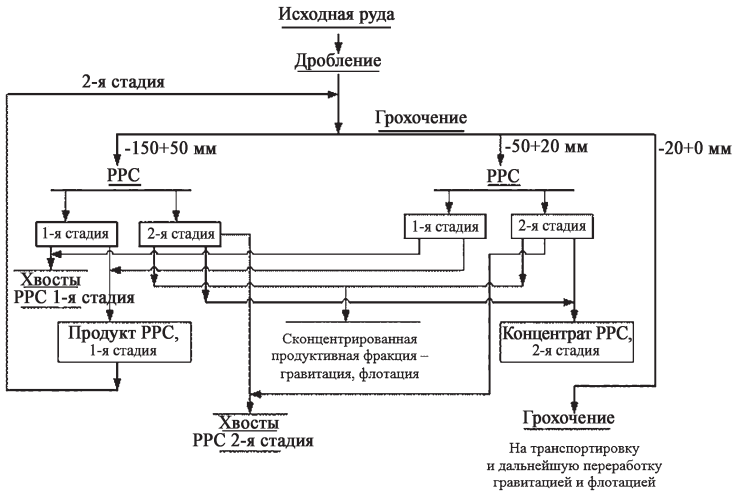 Исходная руда
Дробление
2-я стадия
Грохочение
-150+50 мм
-50+20 мм
-20+0 мм
РРС
РРС
1-я стадия
2-я стадия
1-я стадия
2-я стадия
Хвосты
РРС 1-я стадия
Продукт РРС,
1-я стадия
Сконцентрированная
продуктивная фракция –
гравитация, флотация
Концентрат РРС,
2-я стадия
Хвосты
РРС 2-я стадия
Грохочение
На транспортировку
и дальнейшую переработку
гравитацией и флотацией